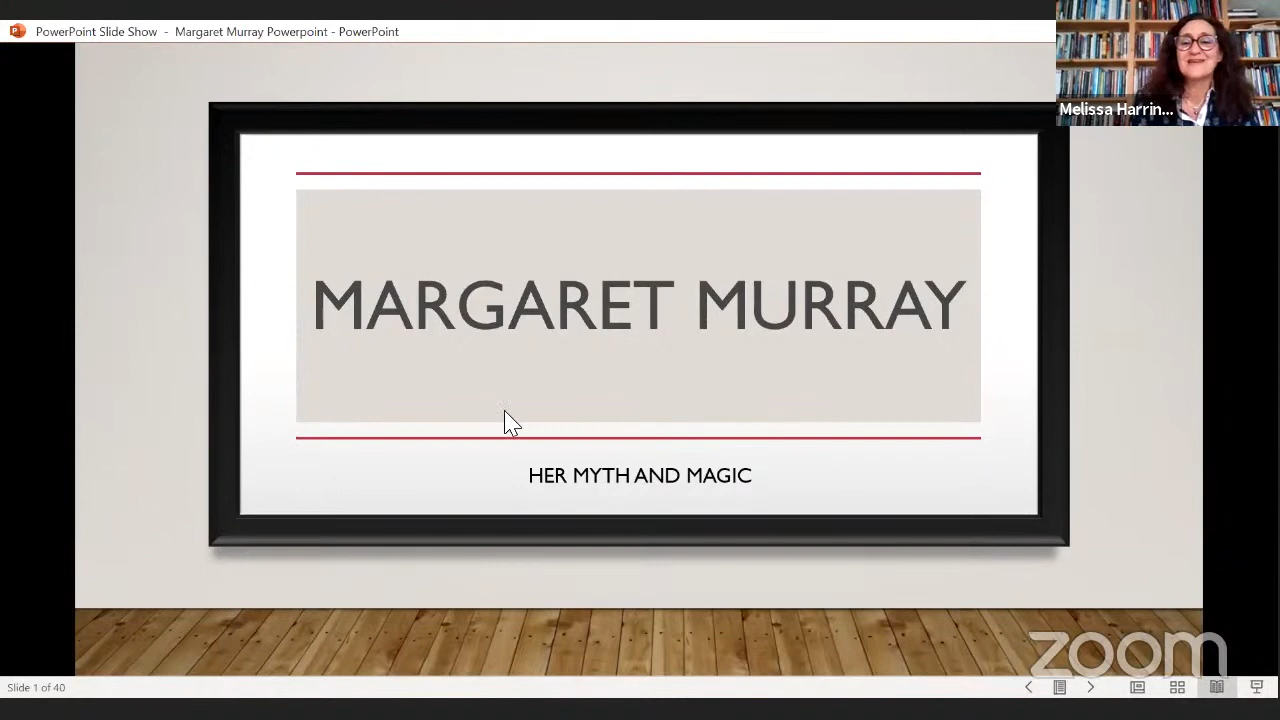 PowerPoint Slide Show - Margaret Murray Powerpoint - PowerPoint
Melissa Harrin...
MARGARET MURRAY
HER MYTH AND MAGIC
zoom
Slide 1 of 40